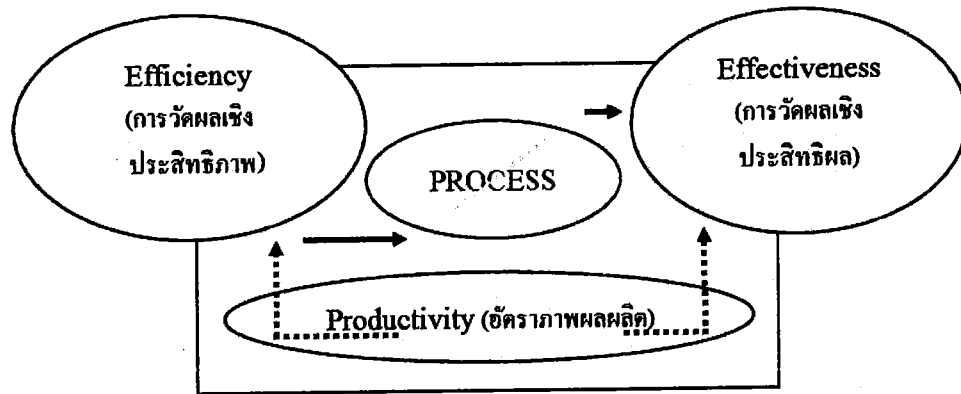 Efficiency
(การวัดผลเชิง
ประสิทธิภาพ)
PROCESS
Effectiveness
(การวัดผลเชิง
ประสิทธิผล)
Productivity (อัตราภาพผลผลิต)